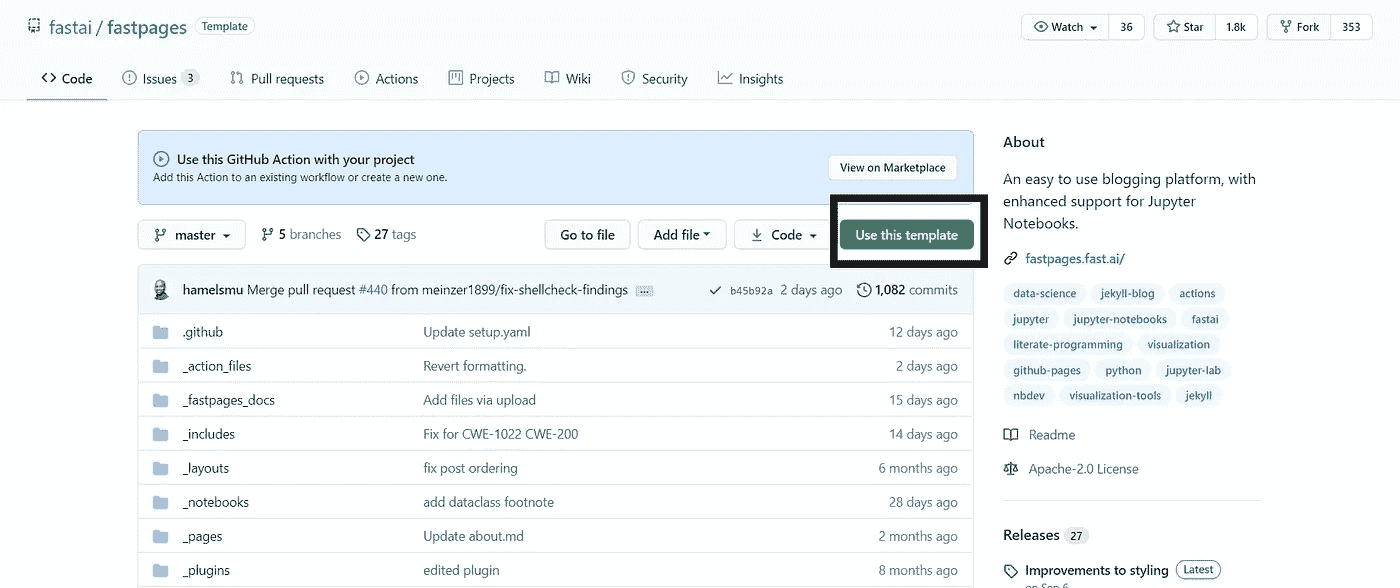 fastai / fastpages Template
Watch 36 Star 1.8k Fork 353
Code Issues 3 Pull requests Actions Projects Wiki Security Insights
Use this GitHub Action with your project
Add this Action to an existing workflow or create a new one.
View on Marketplace
master 5 branches 27 tags Go to file Add file Code Use this template
hamelsmu Merge pull request #440 from meinzer1899/fix-shellcheck-findings ... b45b92a 2 days ago 1,082 commits
.github Update setup.yaml 12 days ago
_action_files Revert formatting. 2 days ago
_fastpages_docs Add files via upload 15 days ago
_includes Fix for CWE-1022 CWE-200 14 days ago
_layouts fix post ordering 6 months ago
_notebooks add dataclass footnote 28 days ago
_pages Update about.md 2 months ago
_plugins edited plugin 8 months ago
About
An easy to use blogging platform, with
enhanced support for Jupyter
Notebooks.
fastpages.fast.ai/
data-science jekyll-blog actions
jupyter jupyter-notebooks fastai
literate-programming visualization
github-pages python jupyter-lab
nbdev visualization-tools jekyll
Readme
Apache-2.0 License
Releases 27
Improvements to styling Latest
on Sep 6